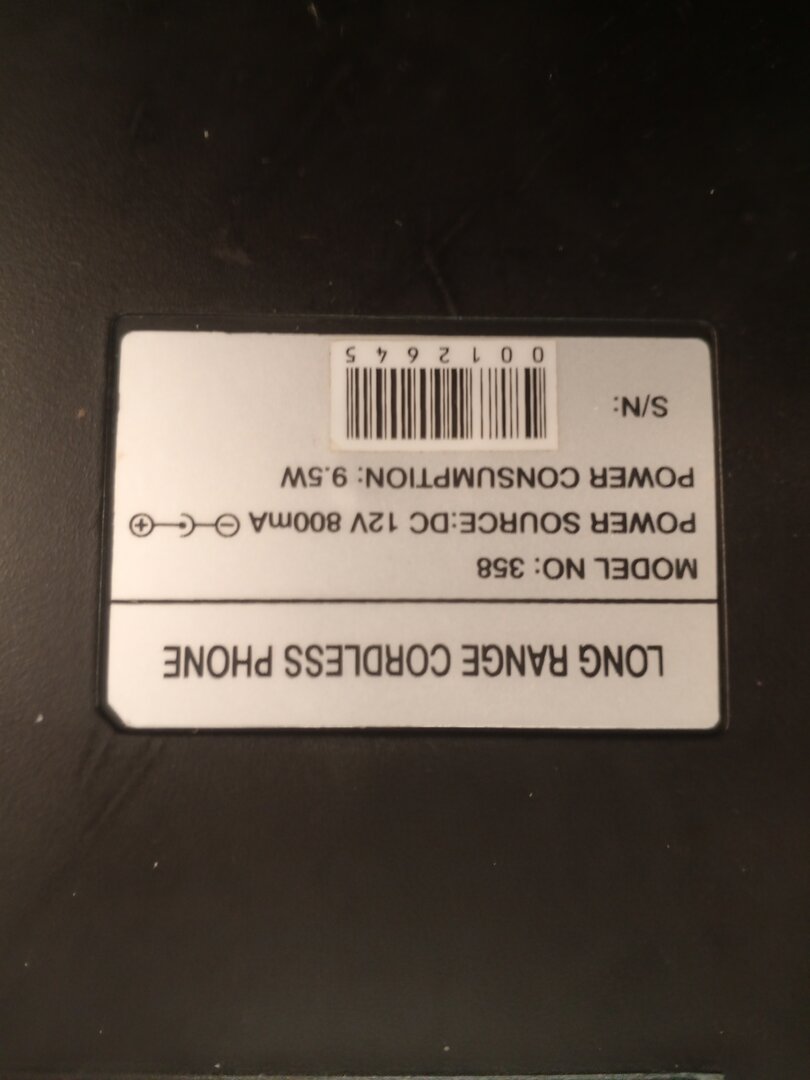 LONG RANGE CORDLESS PHONE
MODEL NO: 358
POWER SOURCE:DC 12V 800mA
POWER CONSUMPTION: 9.5W
S/N:
0012645